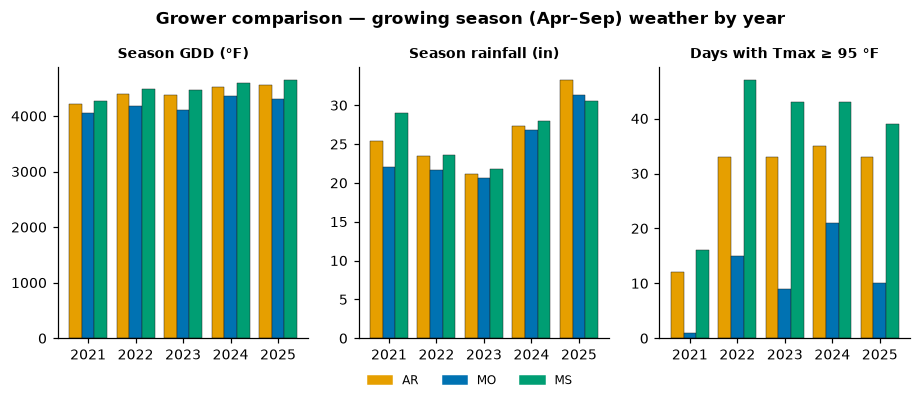 Grower comparison — growing season (Apr–Sep) weather by year
Season GDD (°F)
4000
3000
2000
1000
0
2021 2022 2023 2024 2025
Season rainfall (in)
30
25
20
15
10
5
0
2021 2022 2023 2024 2025
Days with Tmax ≥ 95 °F
40
30
20
10
0
2021 2022 2023 2024 2025
AR MO MS